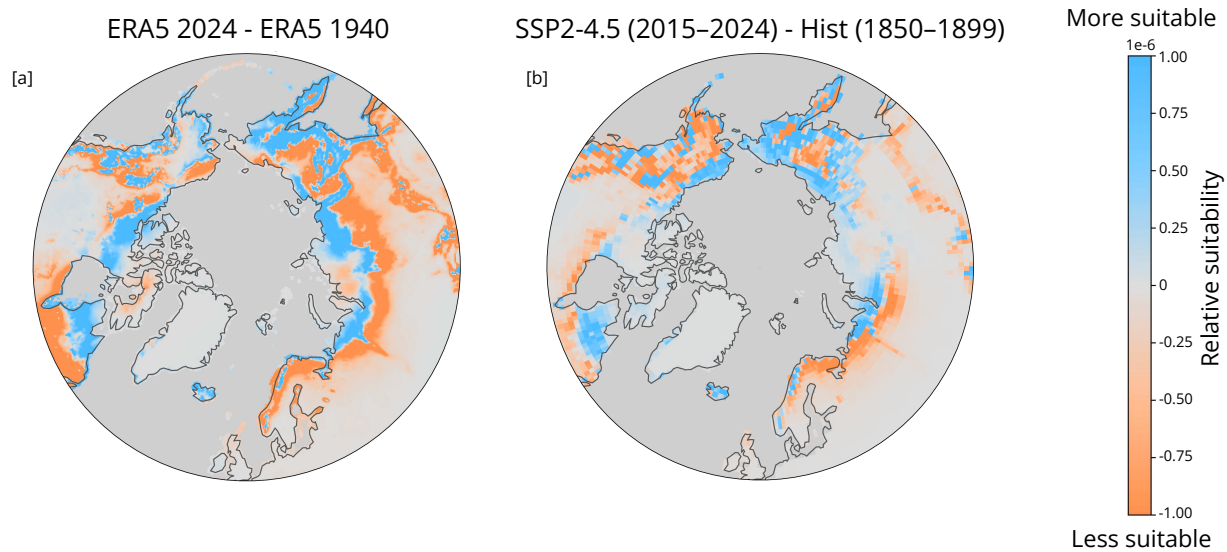 ERA5 2024 - ERA5 1940
SSP2-4.5 (2015–2024) - Hist (1850–1899)
More suitable
[a]
[b]
1e-6
1.00
0.75
0.50
0.25
0
-0.25
-0.50
-0.75
-1.00
Relative suitability
Less suitable